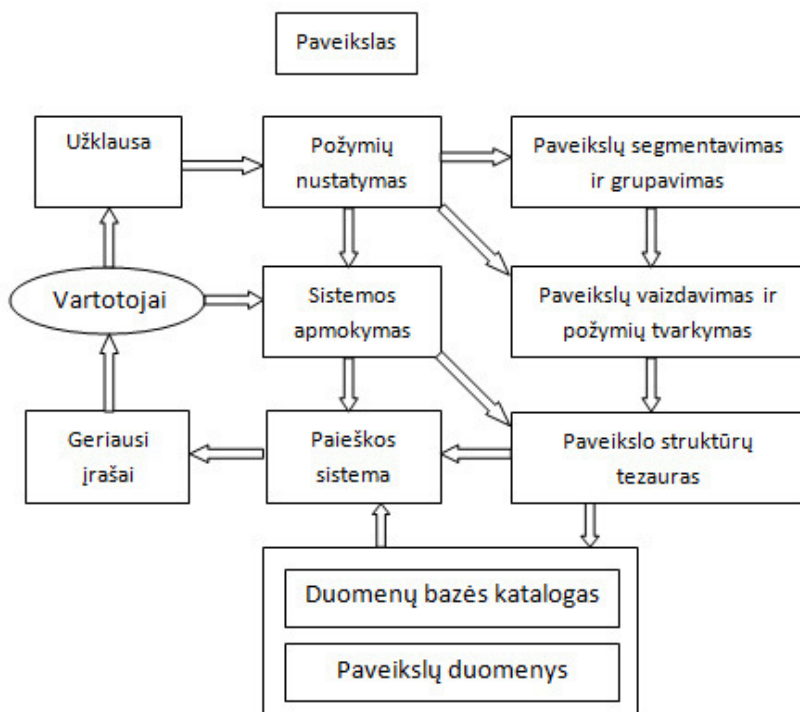 Paveikslas
Užklausa
Požymių
nustatymas
Paveikslų segmentavimas
ir grupavimas
Vartotojai
Sistemos
apmokymas
Paveikslų vaizdavimas ir
požymių tvarkymas
Geriausi
įrašai
Paieškos
sistema
Paveikslo struktūrų
tezauras
Duomenų bazės katalogas
Paveikslų duomenys